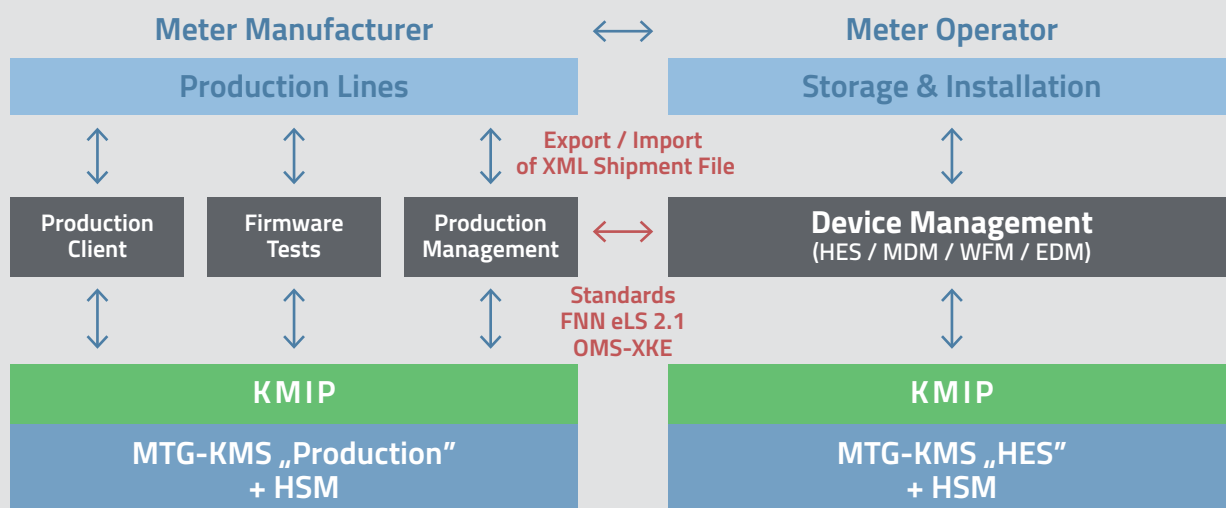 Meter Manufacturer
Meter Operator
Production Lines
Storage & Installation
Export / Import
of XML Shipment File
Production
Client
Firmware
Tests
Production
Management
Device Management
(HES / MDM / WFM / EDM)
Standards
FNN eLS 2.1
OMS-XKE
KMIP
KMIP
MTG-KMS „Production”
+ HSM
MTG-KMS „HES”
+ HSM